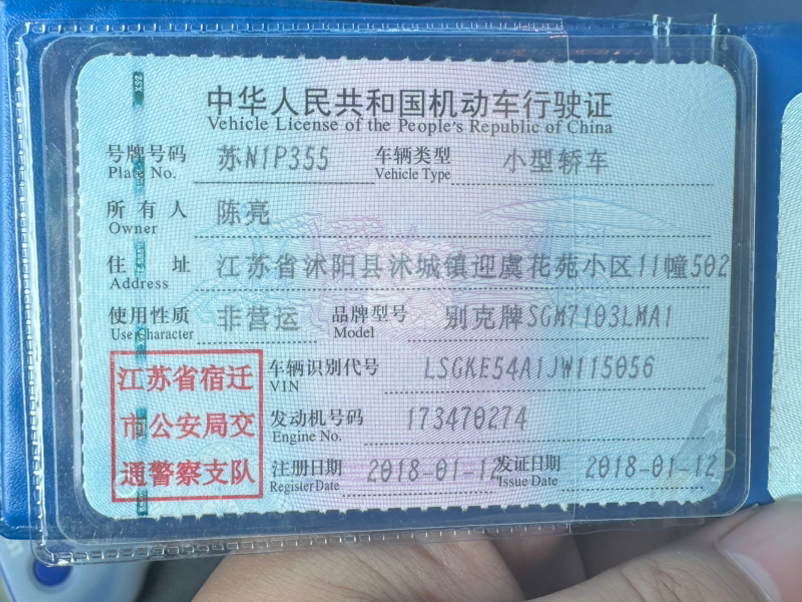 中华人民共和国机动车行驶证
Vehicle License of the People's Republic of China
号牌号码 苏N1P355 车辆类型 小型轿车
Plate No. Vehicle Type
所有人 陈亮
Owner
住址 江苏省沭阳县沭城镇迎虞花苑小区11幢502
Address
使用性质 非营运 品牌型号 别克牌SGM7103LMA1
Use Character Model
江苏省宿迁
市公安局交
通警察支队
车辆识别代号 LSGKE54A1JW115056
VIN
发动机号码 173470274
Engine No.
注册日期 2018-01-12 发证日期 2018-01-12
Register Date Issue Date